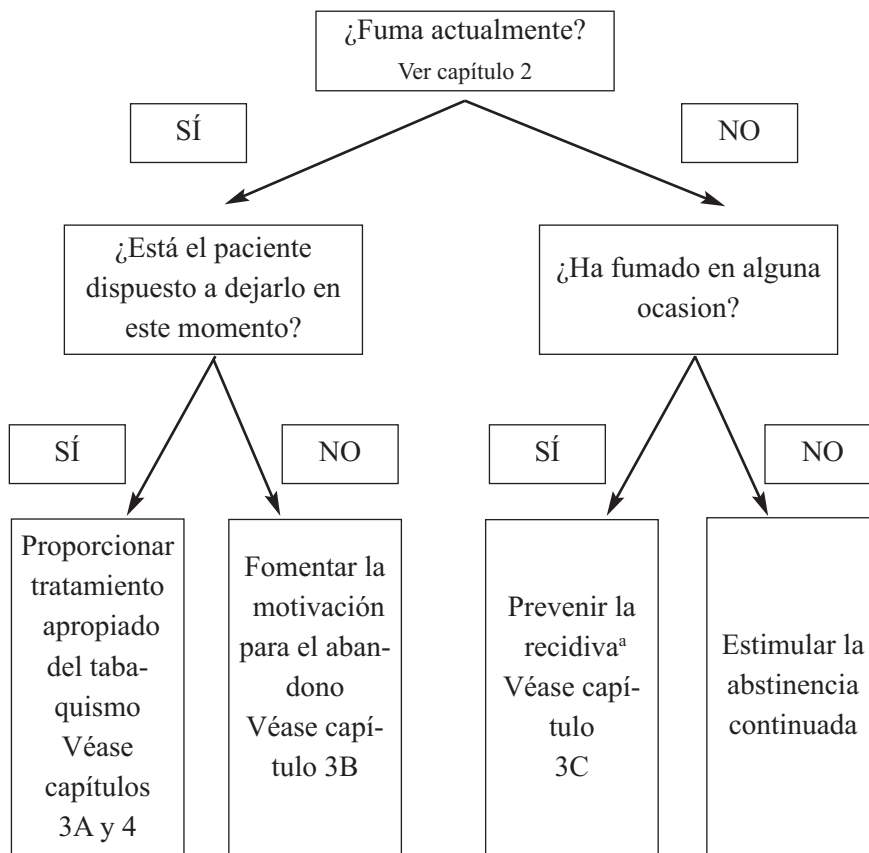 ¿Fuma actualmente?
Ver capítulo 2
SÍ
NO
¿Está el paciente
dispuesto a dejarlo en
este momento?
¿Ha fumado en alguna
ocasion?
SÍ
NO
SÍ
NO
Proporcionar
tratamiento
apropiado
del taba-
quismo
Véase
capítulos
3A y 4
Fomentar la
motivación
para el aban-
dono
Véase capí-
tulo 3B
Prevenir la
recidivaᵃ
Véase capí-
tulo
3C
Estimular la
abstinencia
continuada